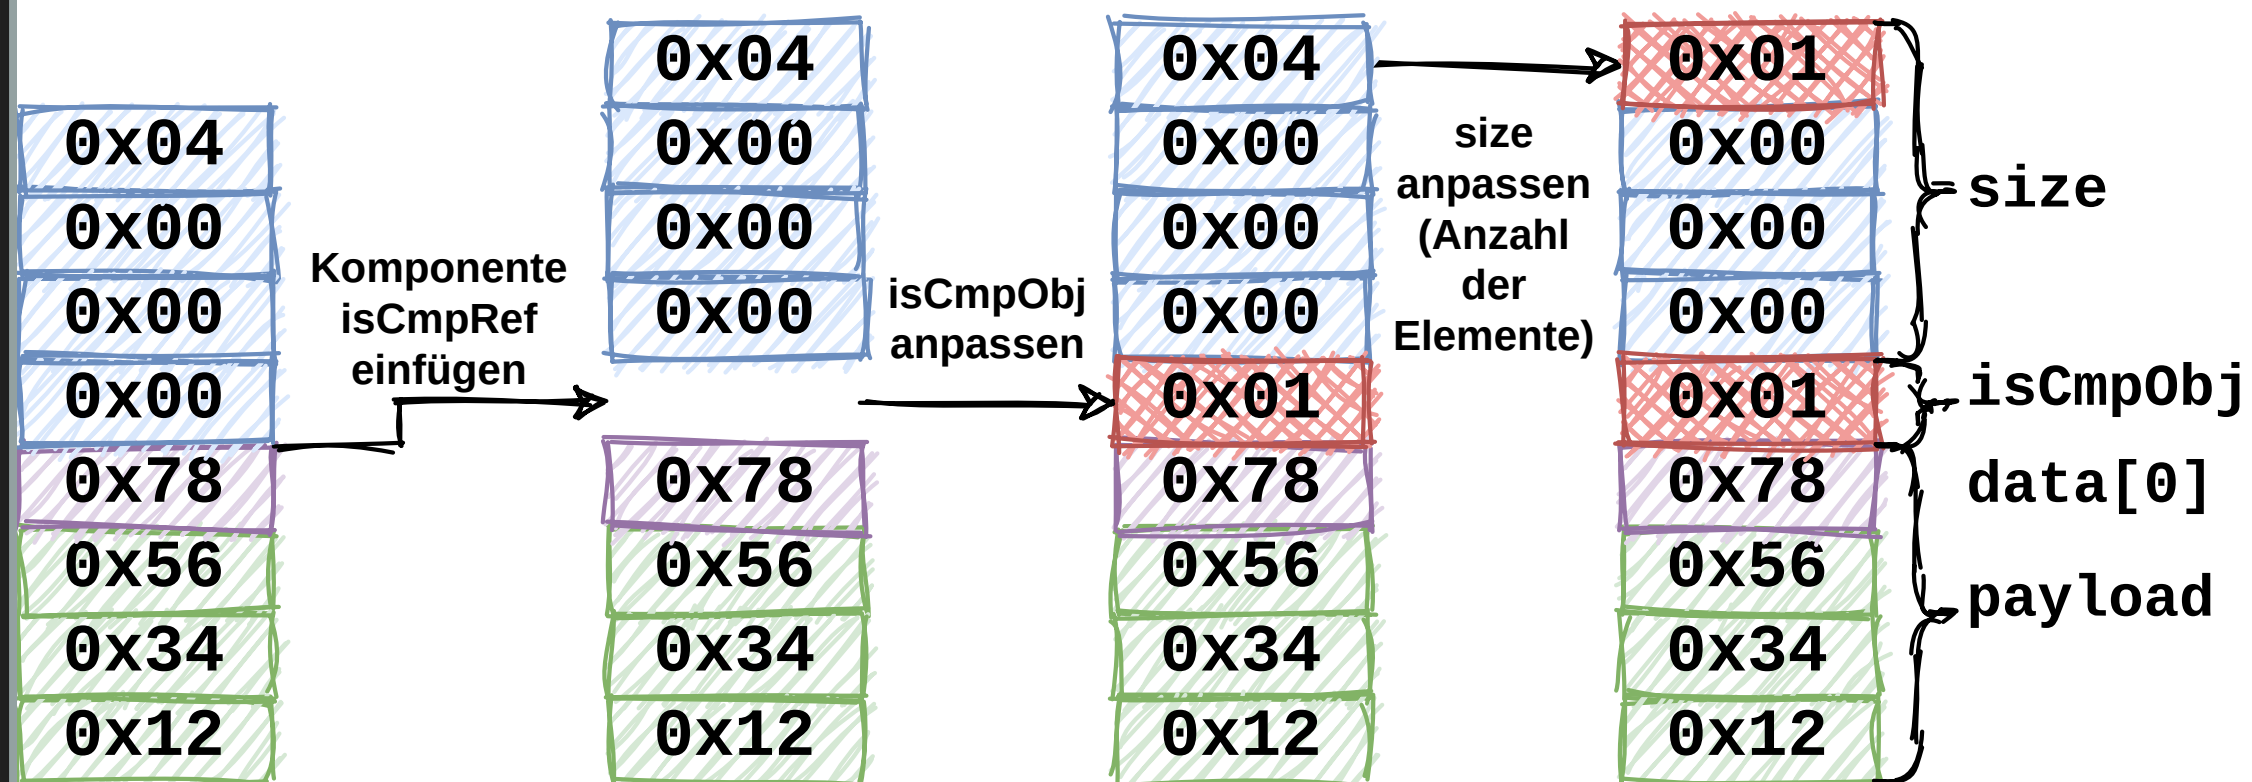 0x04
0x00
0x00
0x00
0x78
0x56
0x34
0x12
Komponente
isCmpRef
einfügen
0x04
0x00
0x00
0x00
0x78
0x56
0x34
0x12
isCmpObj
anpassen
0x04
0x00
0x00
0x00
0x01
0x78
0x56
0x34
0x12
size
anpassen
(Anzahl
der
Elemente)
0x01
0x00
0x00
0x00
0x01
0x78
0x56
0x34
0x12
size
isCmpObj
data[0]
payload